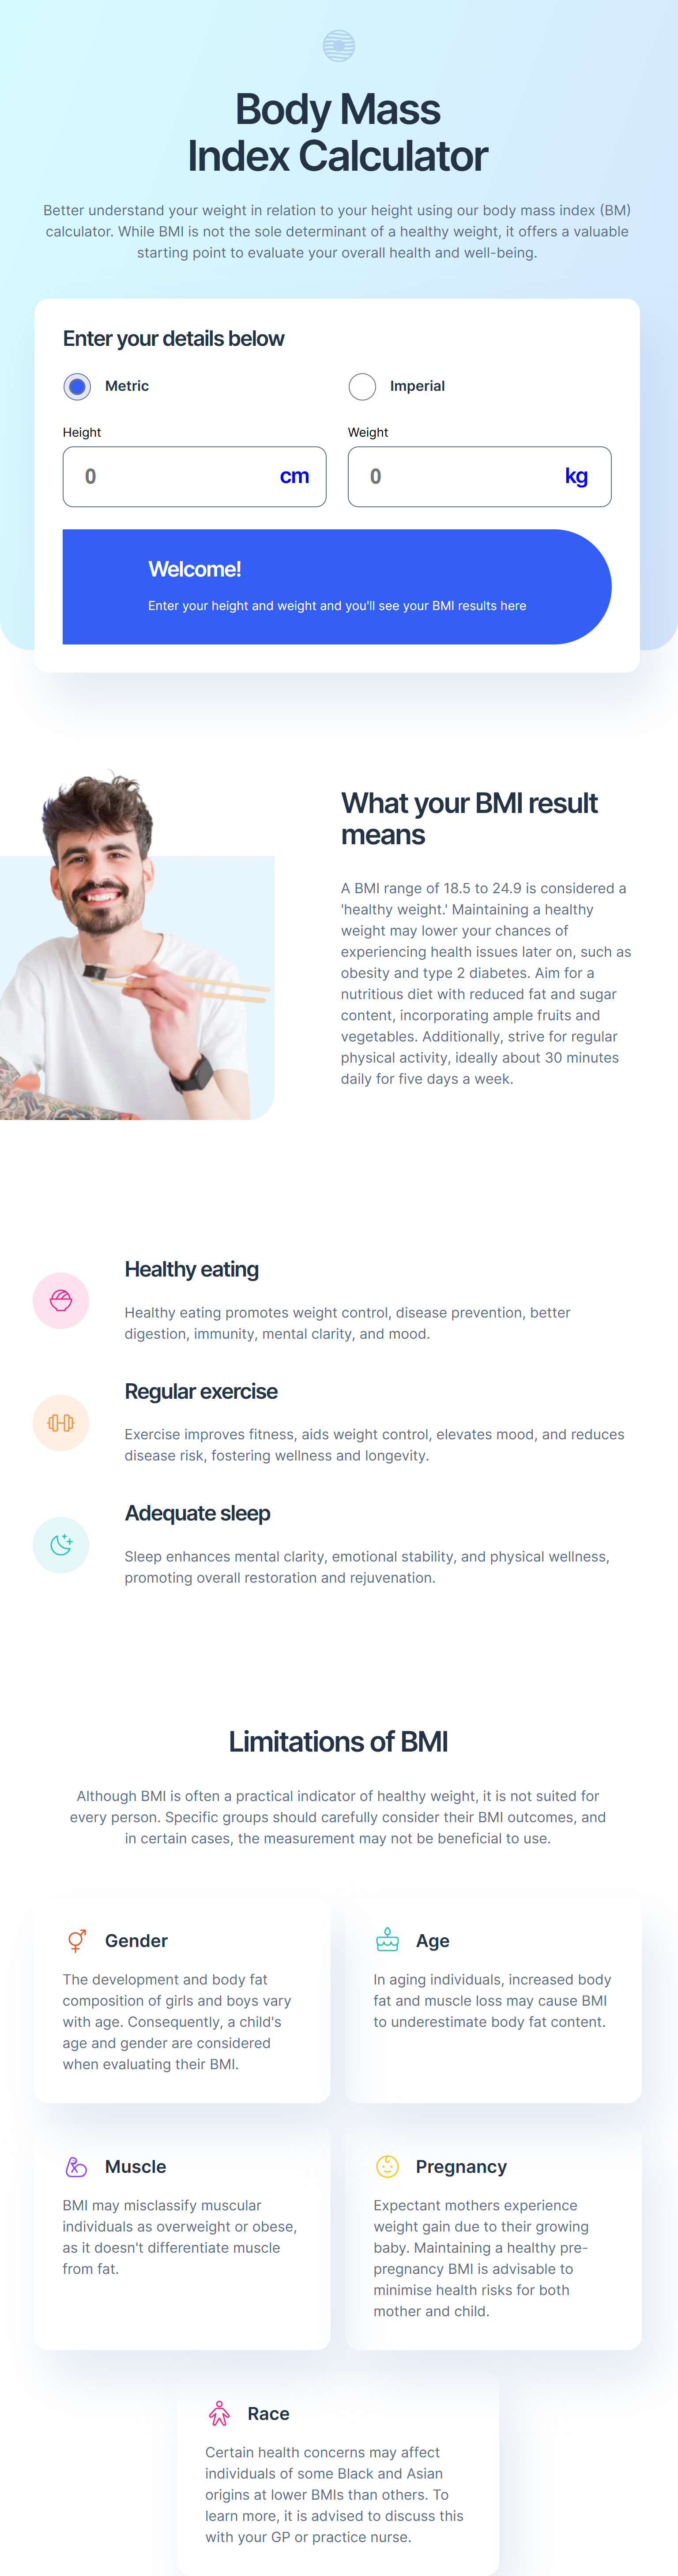 Body Mass
Index Calculator
Better understand your weight in relation to your height using our body mass index (BM)
calculator. While BMI is not the sole determinant of a healthy weight, it offers a valuable
starting point to evaluate your overall health and well-being.
Enter your details below
Metric
Imperial
Height
Weight
0 cm
0 kg
Welcome!
Enter your height and weight and you'll see your BMI results here
What your BMI result
means
A BMI range of 18.5 to 24.9 is considered a
'healthy weight.' Maintaining a healthy
weight may lower your chances of
experiencing health issues later on, such as
obesity and type 2 diabetes. Aim for a
nutritious diet with reduced fat and sugar
content, incorporating ample fruits and
vegetables. Additionally, strive for regular
physical activity, ideally about 30 minutes
daily for five days a week.
Healthy eating
Healthy eating promotes weight control, disease prevention, better
digestion, immunity, mental clarity, and mood.
Regular exercise
Exercise improves fitness, aids weight control, elevates mood, and reduces
disease risk, fostering wellness and longevity.
Adequate sleep
Sleep enhances mental clarity, emotional stability, and physical wellness,
promoting overall restoration and rejuvenation.
Limitations of BMI
Although BMI is often a practical indicator of healthy weight, it is not suited for
every person. Specific groups should carefully consider their BMI outcomes, and
in certain cases, the measurement may not be beneficial to use.
Gender
The development and body fat
composition of girls and boys vary
with age. Consequently, a child's
age and gender are considered
when evaluating their BMI.
Age
In aging individuals, increased body
fat and muscle loss may cause BMI
to underestimate body fat content.
Muscle
BMI may misclassify muscular
individuals as overweight or obese,
as it doesn't differentiate muscle
from fat.
Pregnancy
Expectant mothers experience
weight gain due to their growing
baby. Maintaining a healthy pre-
pregnancy BMI is advisable to
minimise health risks for both
mother and child.
Race
Certain health concerns may affect
individuals of some Black and Asian
origins at lower BMIs than others. To
learn more, it is advised to discuss this
with your GP or practice nurse.